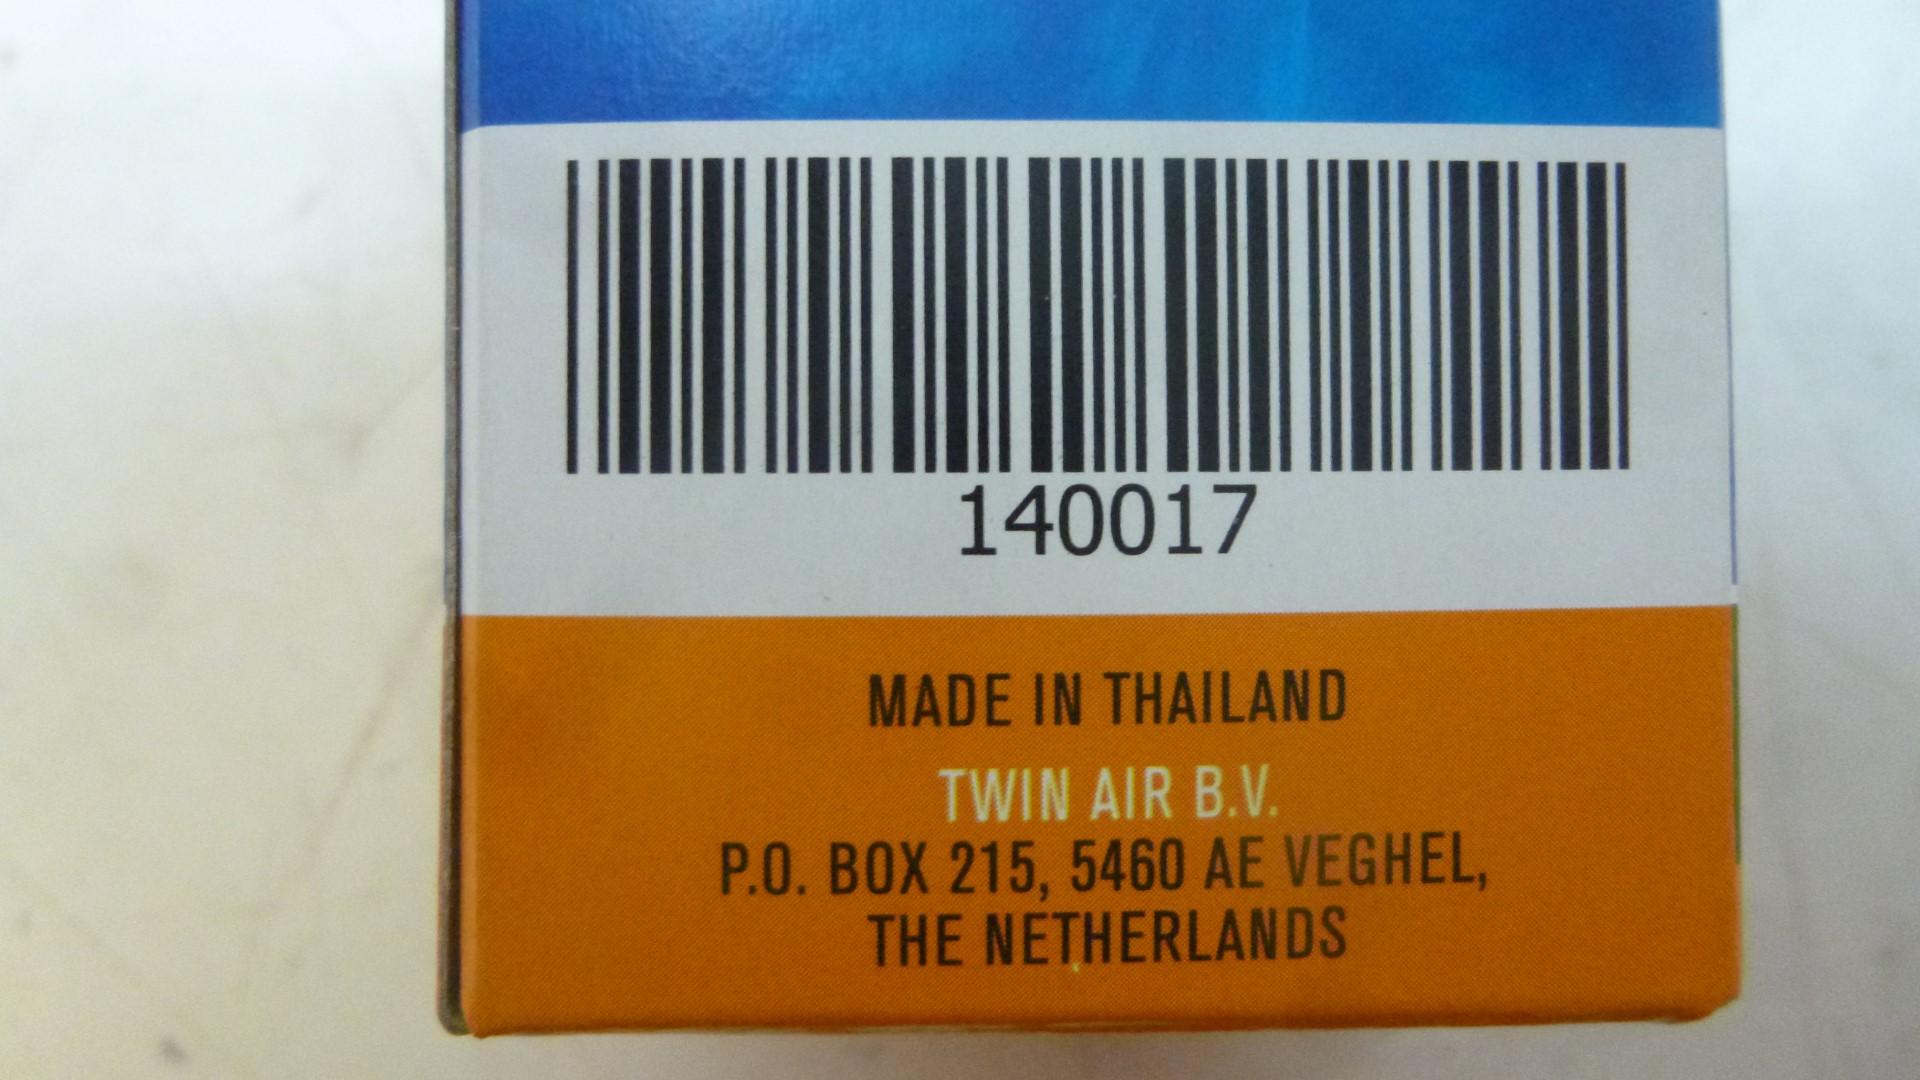 140017
MADE IN THAILAND
TWIN AIR B.V.
P.O. BOX 215, 5460 AE VEGHEL,
THE NETHERLANDS